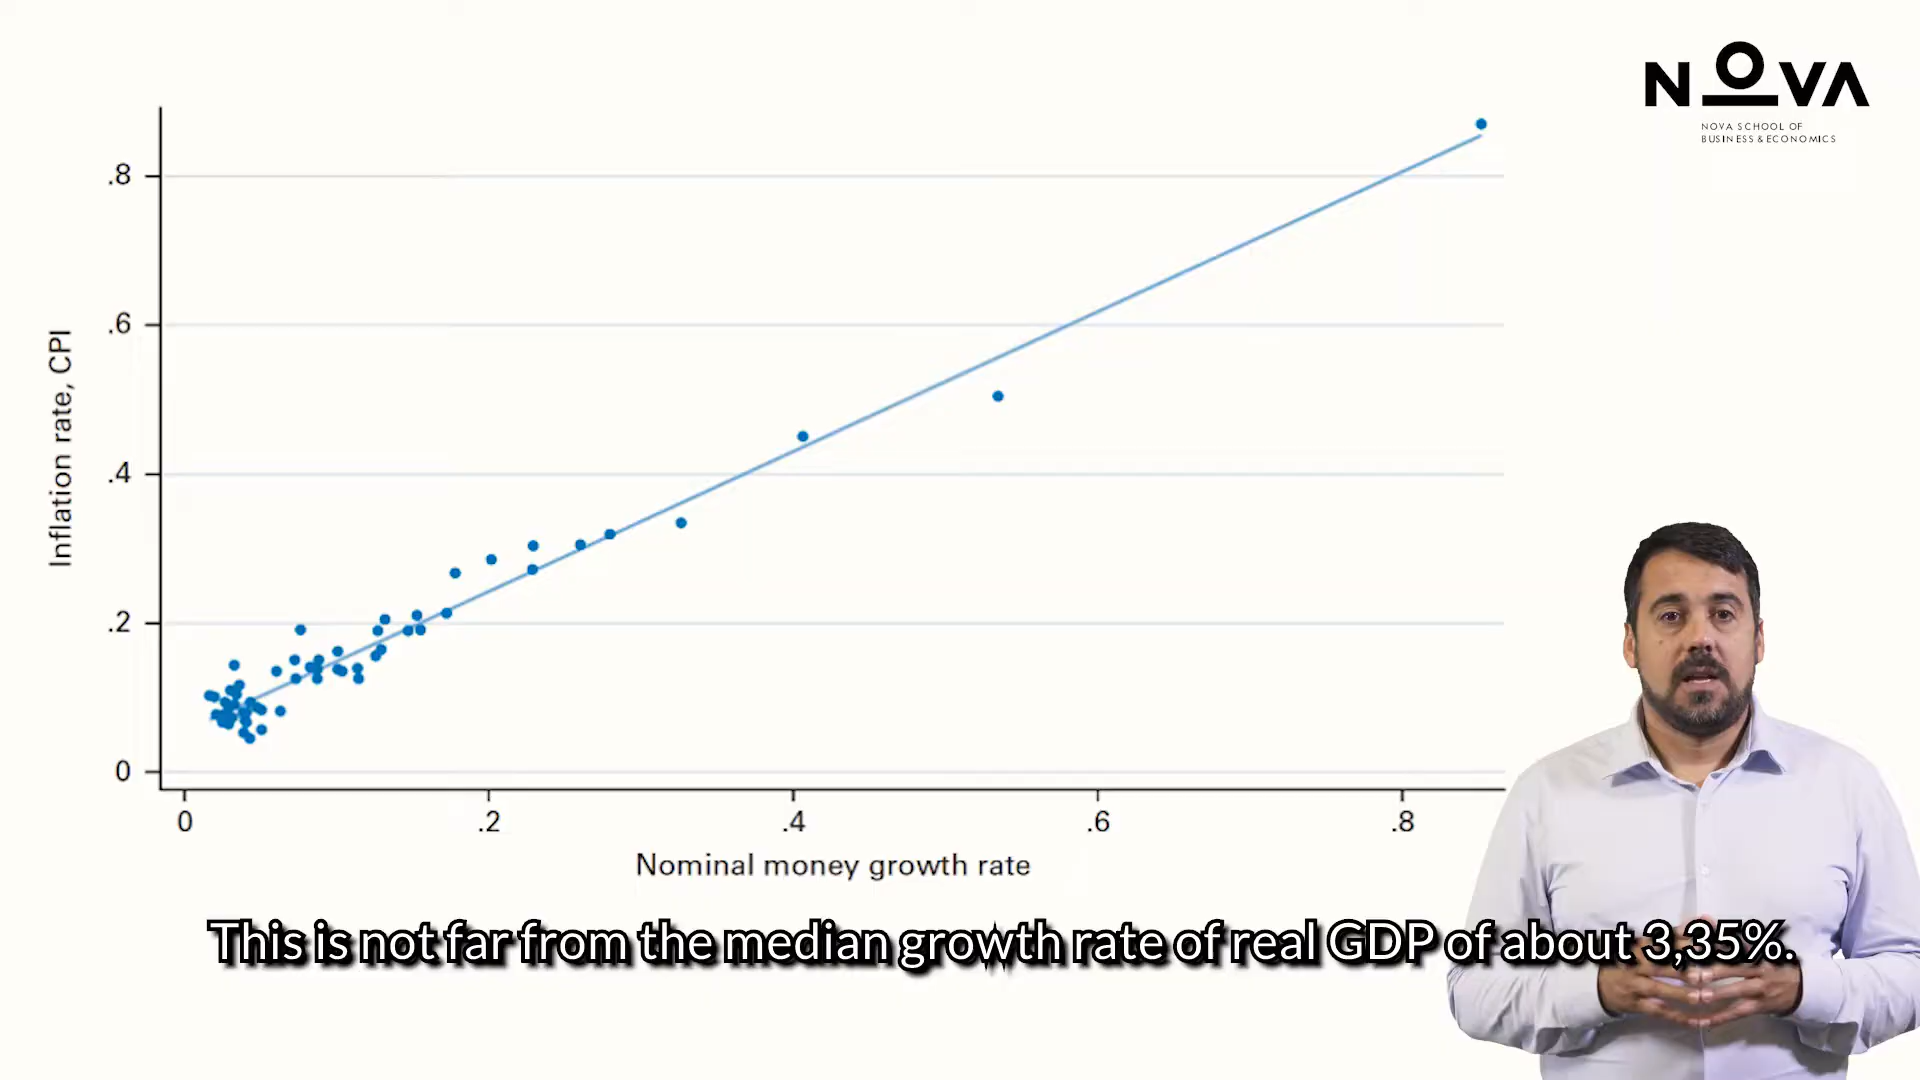 NOVA
NOVA SCHOOL OF
BUSINESS & ECONOMICS
.8
.6
.4
.2
0
Inflation rate, CPI
0 .2 .4 .6 .8
Nominal money growth rate
This is not far from the median growth rate of real GDP of about 3,35%.